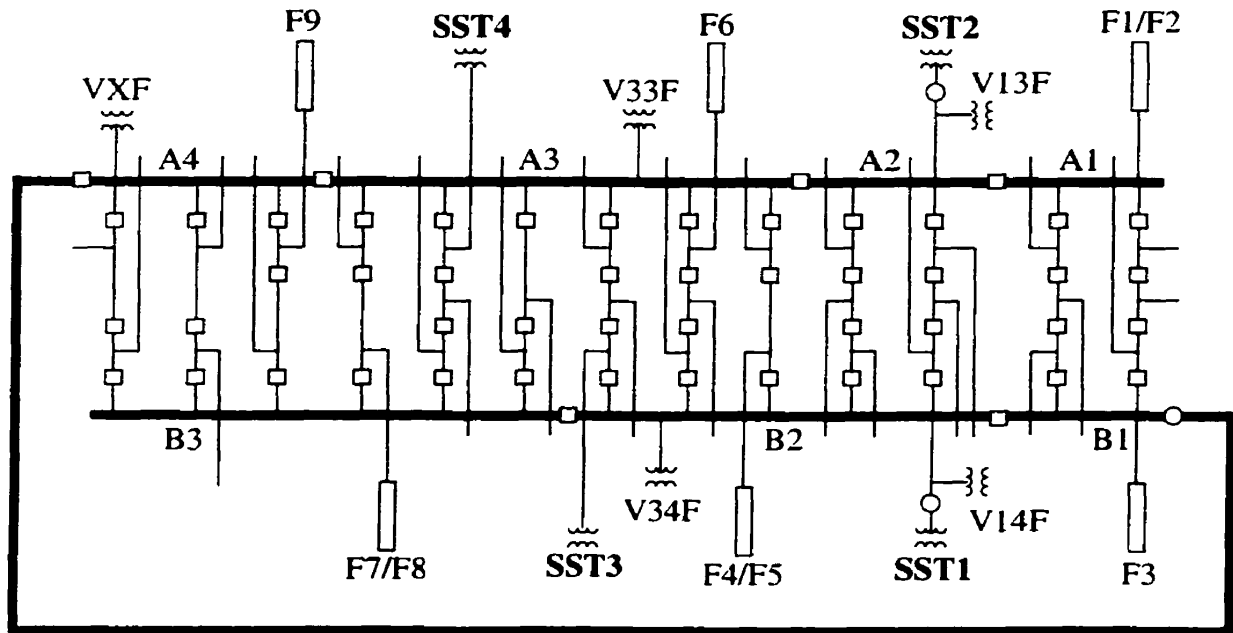 F9
SST4
F6
SST2
F1/F2
VXF
V33F
V13F
A4
A3
A2
A1
B3
B2
B1
V34F
V14F
F7/F8
SST3
F4/F5
SST1
F3